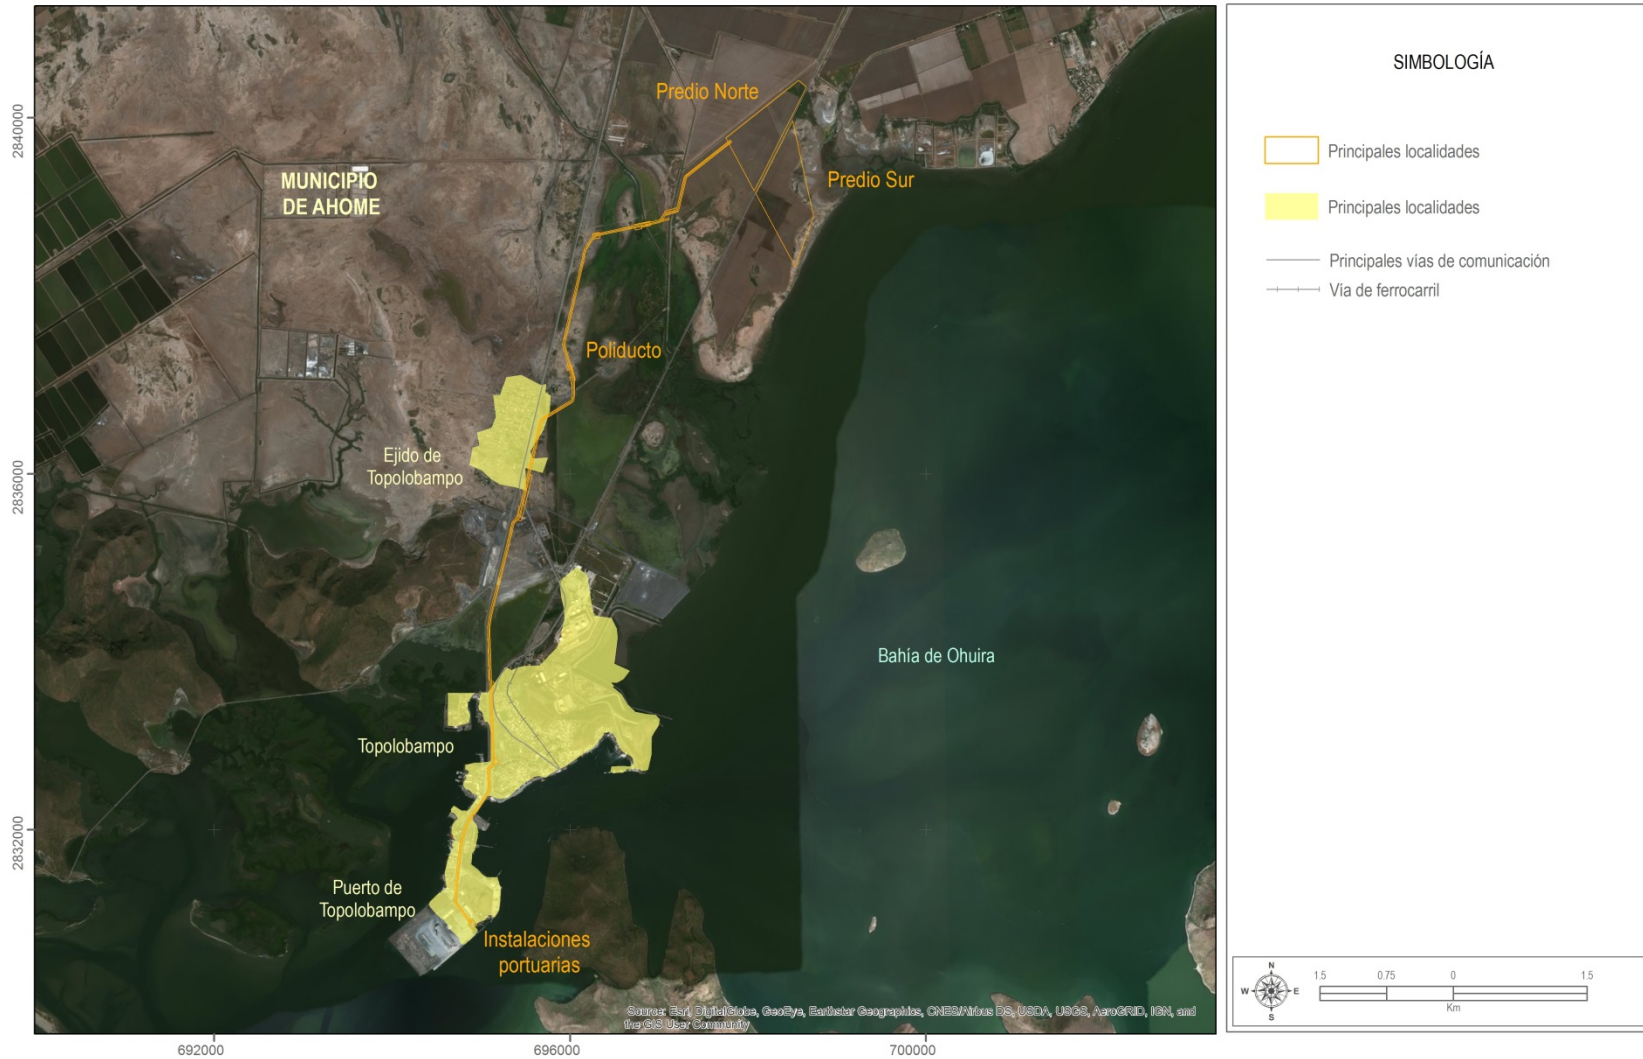 SIMBOLOGÍA
Principales localidades
Principales localidades
Principales vías de comunicación
Vía de ferrocarril
Predio Norte
2840000
MUNICIPIO
DE AHOME
Predio Sur
Poliducto
Ejido de
Topolobampo
2836000
Bahía de Ohuira
Topolobampo
2832000
Puerto de
Topolobampo
Instalaciones
portuarias
N
W E
S
1.5 0.75 0 1.5
Km
Source: Esri, DigitalGlobe, GeoEye, Earthstar Geographics, CNES/Airbus DS, USDA, USGS, AeroGRID, IGN, and
the GIS User Community
692000 696000 700000